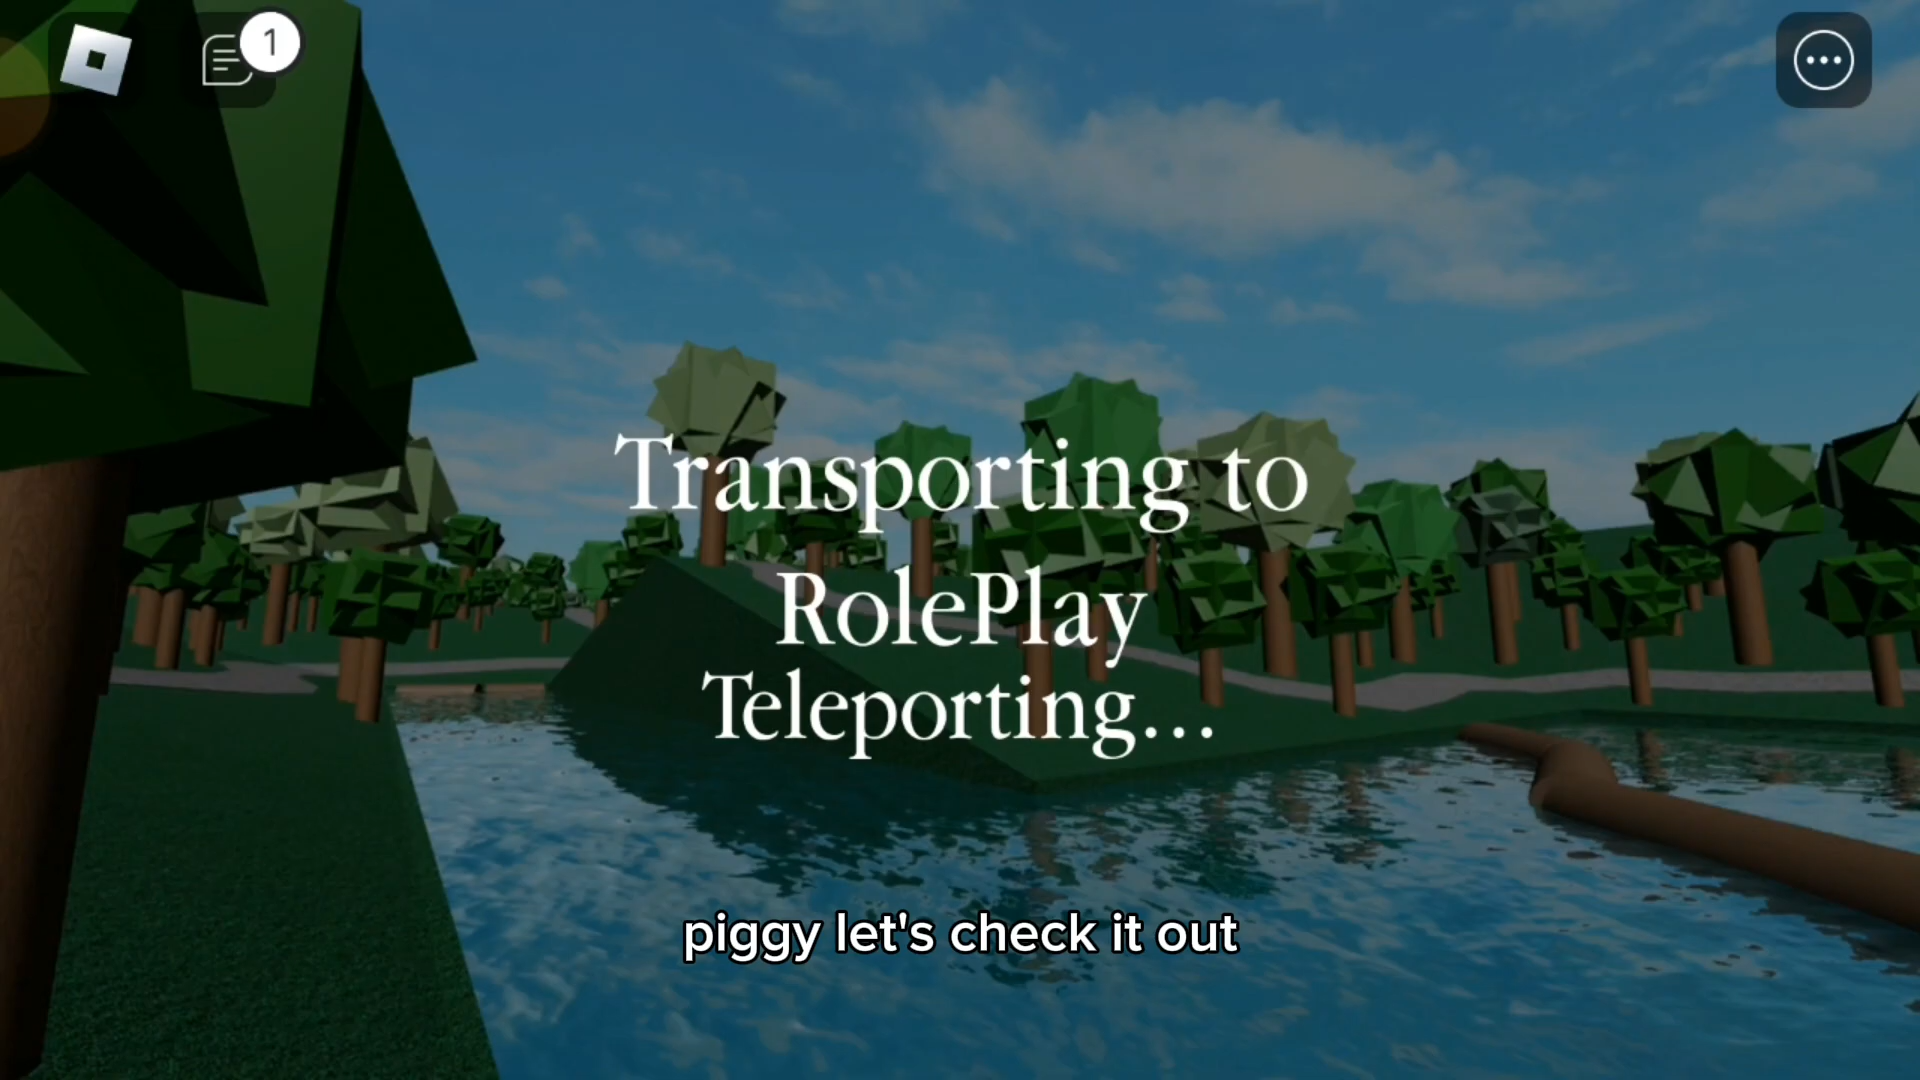 1
Transporting to
RolePlay
Teleporting...
piggy let's check it out